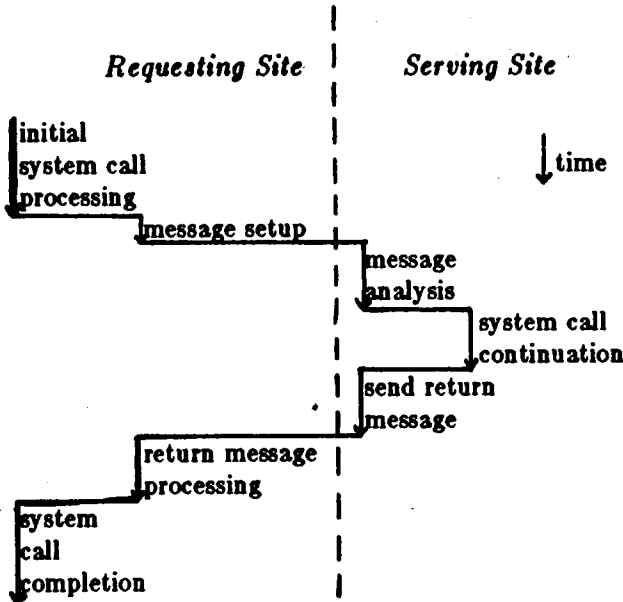 Requesting Site
Serving Site
initial
system call
processing
time
message setup
message
analysis
system call
continuation
send return
message
return message
processing
system
call
completion